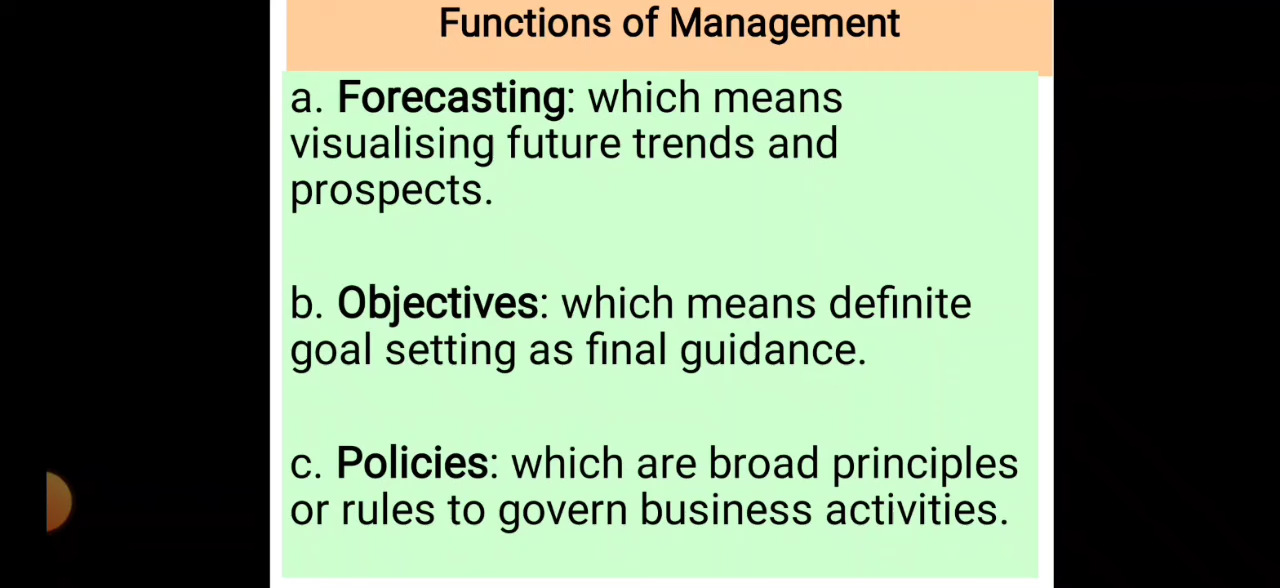 Functions of Management
a. Forecasting: which means
visualising future trends and
prospects.
b. Objectives: which means definite
goal setting as final guidance.
c. Policies: which are broad principles
or rules to govern business activities.